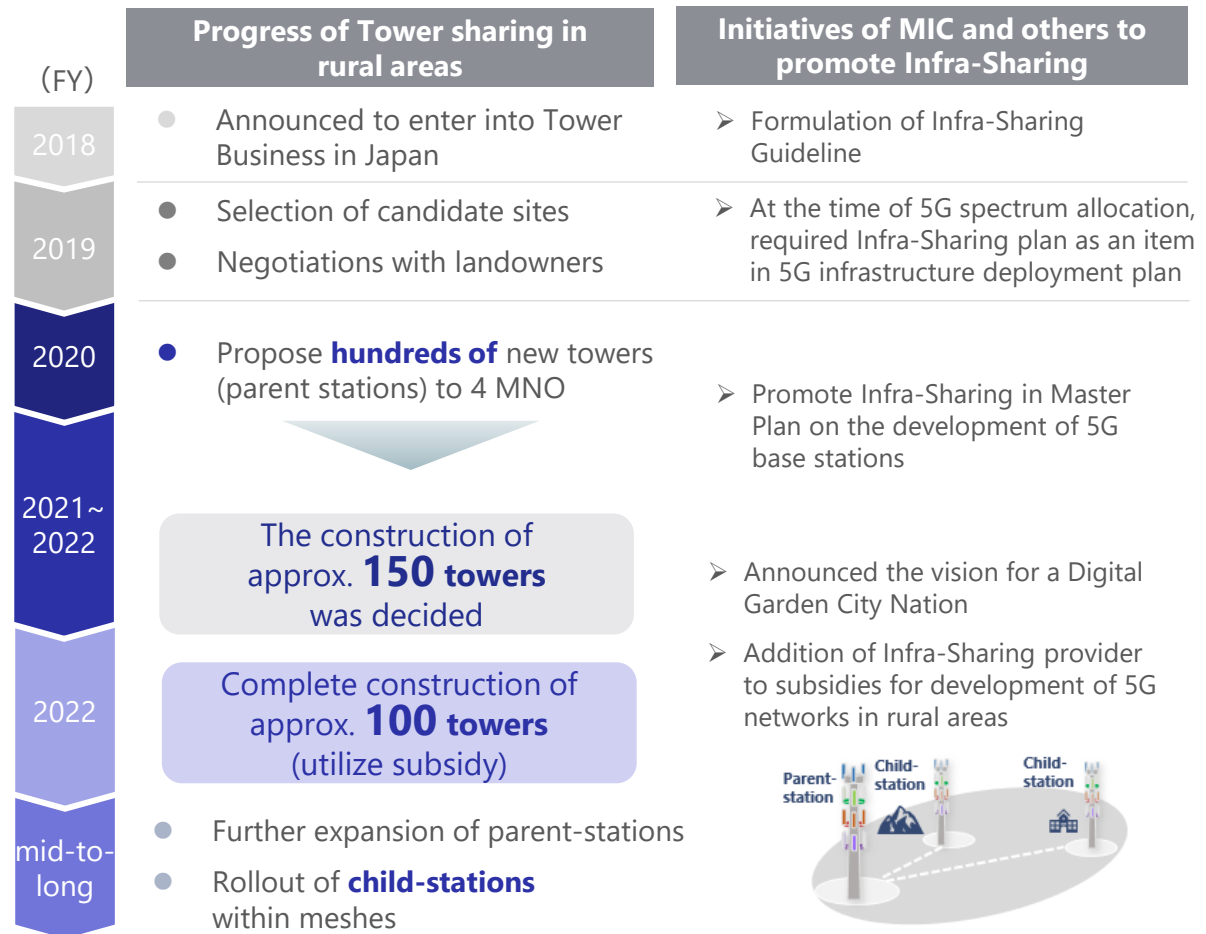 Progress of Tower sharing in
rural areas
Initiatives of MIC and others to
promote Infra-Sharing
(FY)
2018
Announced to enter into Tower
Business in Japan
Formulation of Infra-Sharing
Guideline
2019
Selection of candidate sites
Negotiations with landowners
At the time of 5G spectrum allocation,
required Infra-Sharing plan as an item
in 5G infrastructure deployment plan
2020
Propose hundreds of new towers
(parent stations) to 4 MNO
Promote Infra-Sharing in Master
Plan on the development of 5G
base stations
2021~
2022
The construction of
approx. 150 towers
was decided
Announced the vision for a Digital
Garden City Nation
2022
Complete construction of
approx. 100 towers
(utilize subsidy)
Addition of Infra-Sharing provider
to subsidies for development of 5G
networks in rural areas
Parent-
station
Child-
station
Child-
station
mid-to-
long
Further expansion of parent-stations
Rollout of child-stations
within meshes